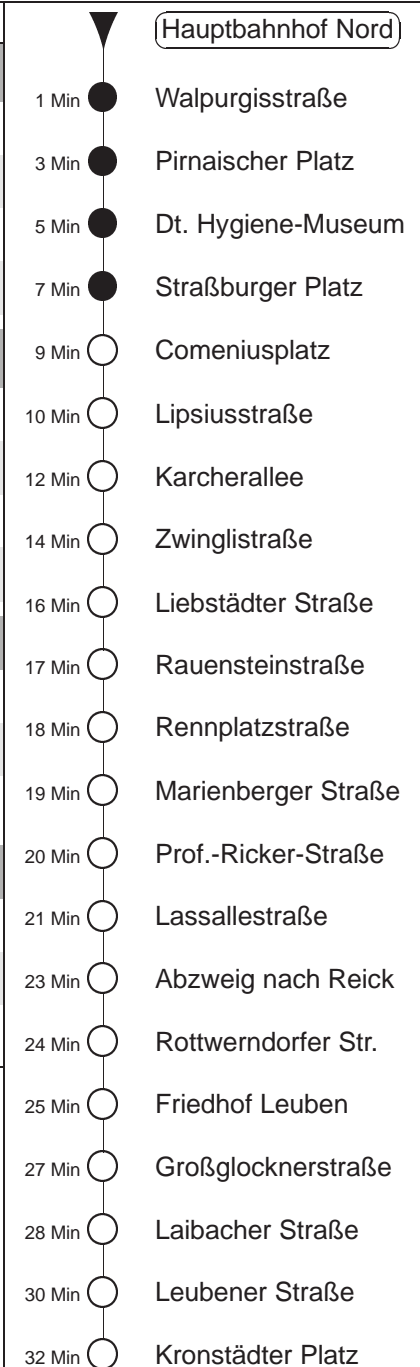 Hauptbahnhof Nord
1 Min Walpurgisstraße
3 Min Pirnaischer Platz
5 Min Dt. Hygiene-Museum
7 Min Straßburger Platz
9 Min Comeniusplatz
10 Min Lipsiusstraße
12 Min Karcherallee
14 Min Zwinglistraße
16 Min Liebstädter Straße
17 Min Rauensteinstraße
18 Min Rennplatzstraße
19 Min Marienberger Straße
20 Min Prof.-Ricker-Straße
21 Min Lassallestraße
23 Min Abzweig nach Reick
24 Min Rottwerndorfer Str.
25 Min Friedhof Leuben
27 Min Großglocknerstraße
28 Min Laibacher Straße
30 Min Leubener Straße
32 Min Kronstädter Platz